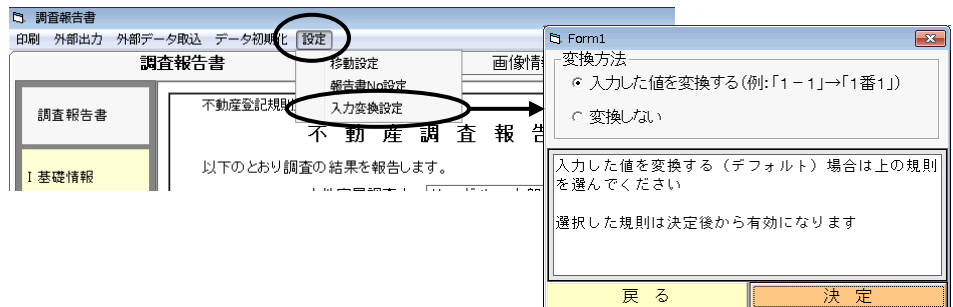 調査報告書
印刷 外部出力 外部データ取込 データ初期化 設定
調査報告書
画像情
移動設定
報告書No設定
入力変換設定
調査報告書
不動産登記規則
不 動 産 調 査 報 告
以下のとおり調査の結果を報告します。
I 基礎情報
Form1
変換方法
入力した値を変換する(例:「1-1」→「1番1」)
変換しない
入力した値を変換する(デフォルト)場合は上の規則
を選んでください
選択した規則は決定後から有効になります
戻 る
決 定